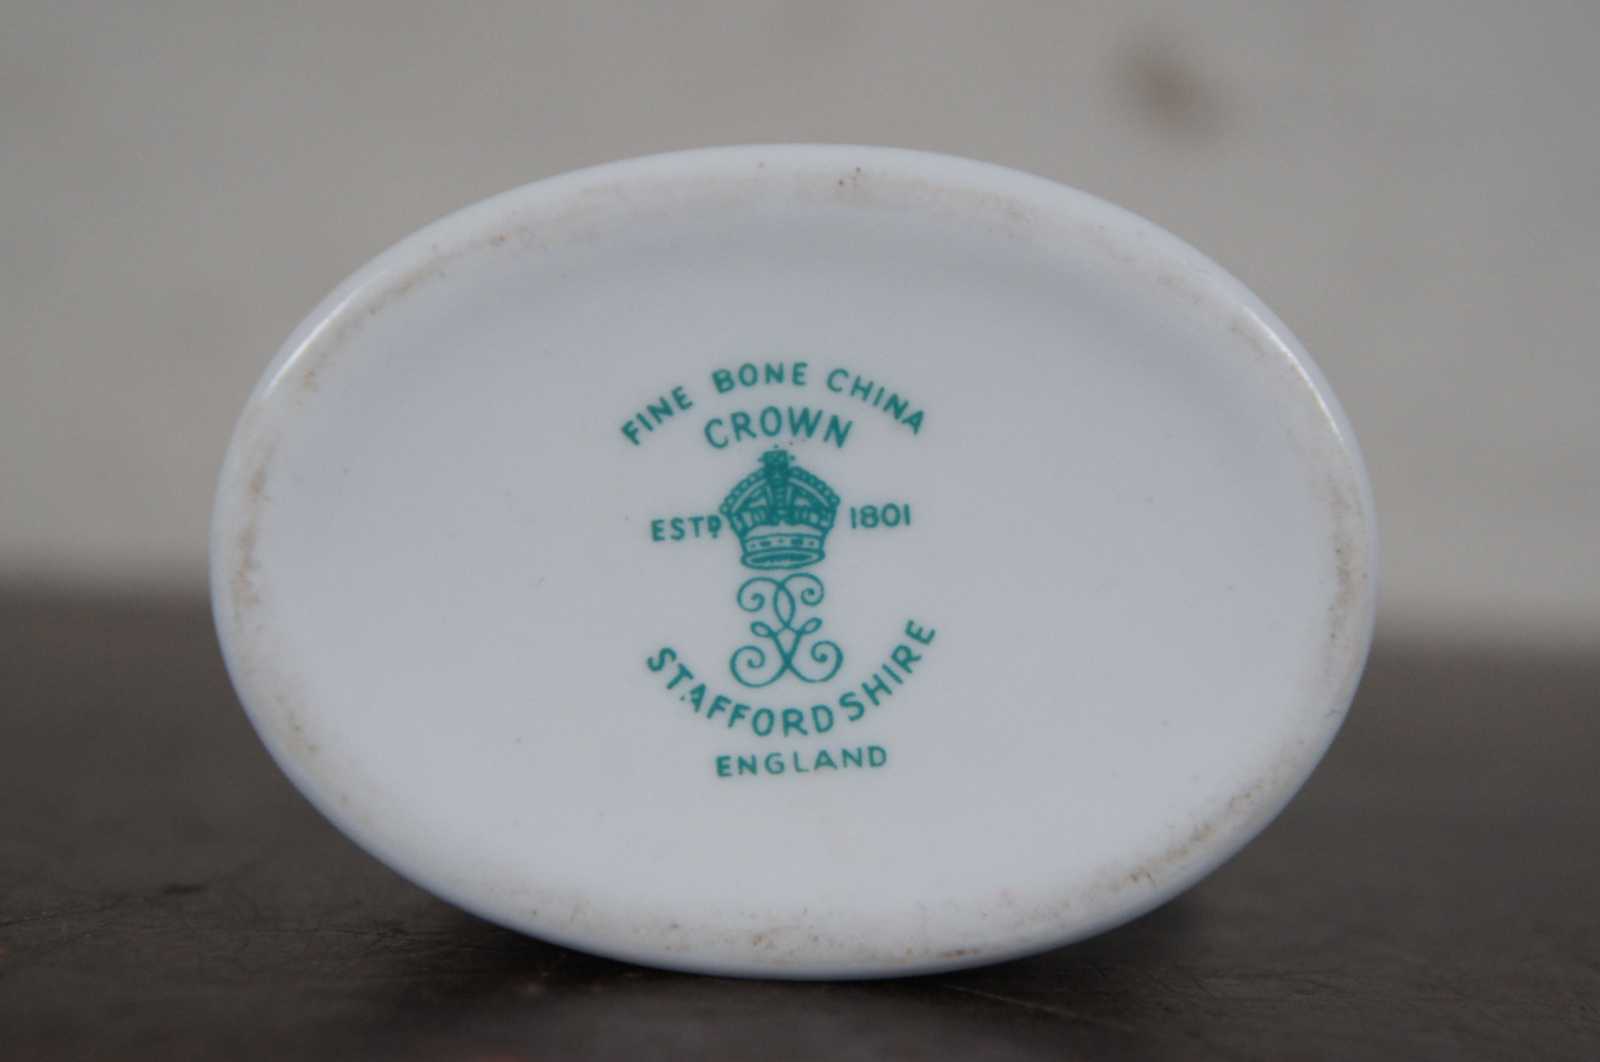 FINE BONE CHINA
CROWN
ESTD 1801
STAFFORDSHIRE
ENGLAND